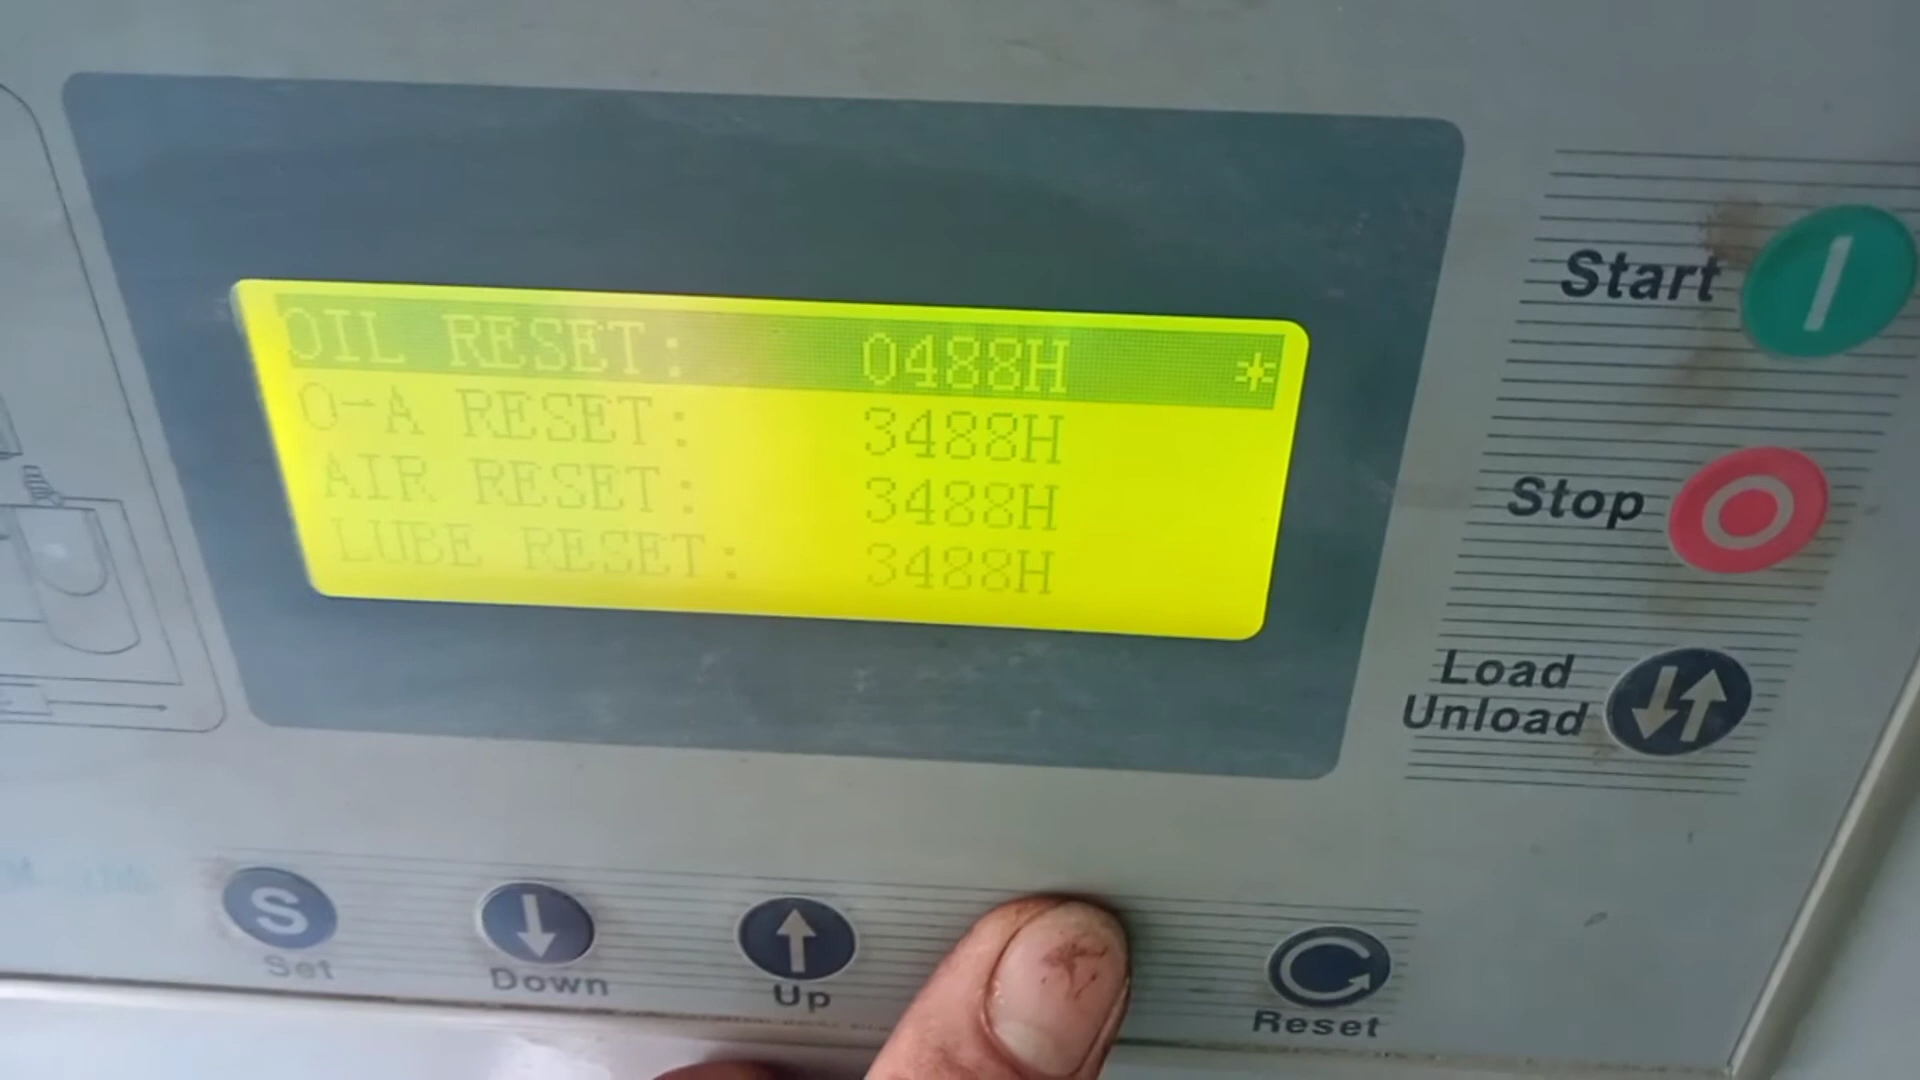 OIL RESET: 0488H *
O-A RESET: 3488H
AIR RESET: 3488H
LUBE RESET: 3488H
Start
Stop
Load
Unload
S
Set
Down
Up
Reset